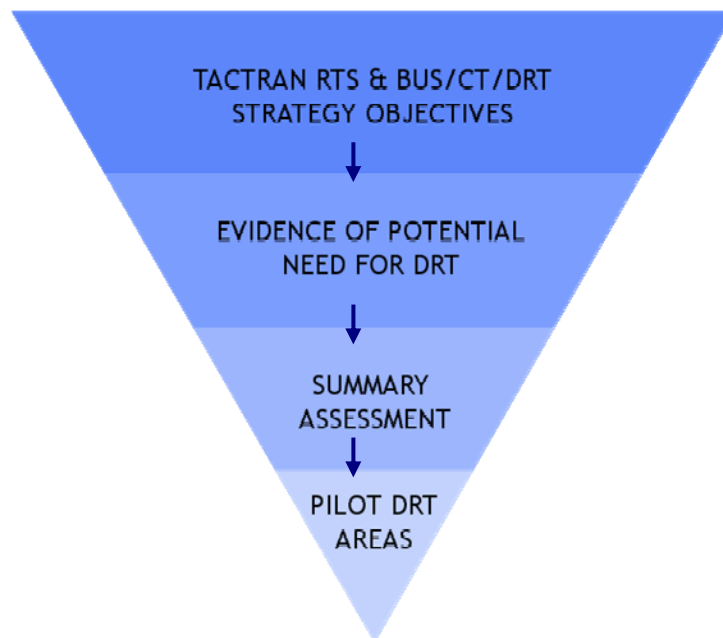 TACTRAN RTS & BUS/CT/DRT
STRATEGY OBJECTIVES
EVIDENCE OF POTENTIAL
NEED FOR DRT
SUMMARY
ASSESSMENT
PILOT DRT
AREAS